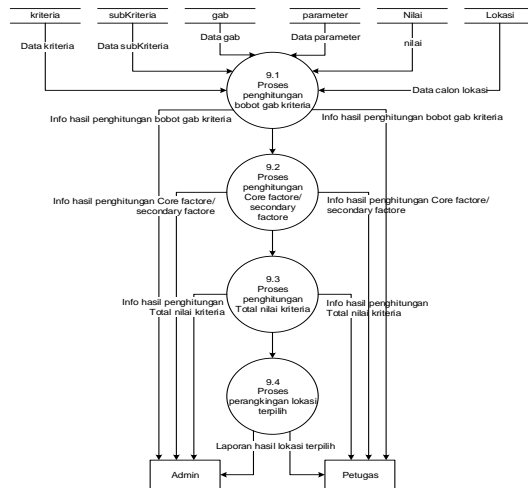 kriteria
subKriteria
gab
parameter
Nilai
Lokasi
Data kriteria
Data subKriteria
Data gab
Data parameter
nilai
Data calon lokasi
9.1
Proses
penghitungan
bobot gab kriteria
Info hasil penghitungan bobot gab kriteria
Info hasil penghitungan bobot gab kriteria
9.2
Proses
penghitungan
Core factore/
secondary
factore
Info hasil penghitungan Core factore/
secondary factore
Info hasil penghitungan Core factore/
secondary factore
9.3
Proses
penghitungan
Total nilai kriteria
Info hasil penghitungan
Total nilai kriteria
Info hasil penghitungan
Total nilai kriteria
9.4
Proses
perangkingan lokasi
terpilih
Laporan hasil lokasi terpilih
Admin
Petugas